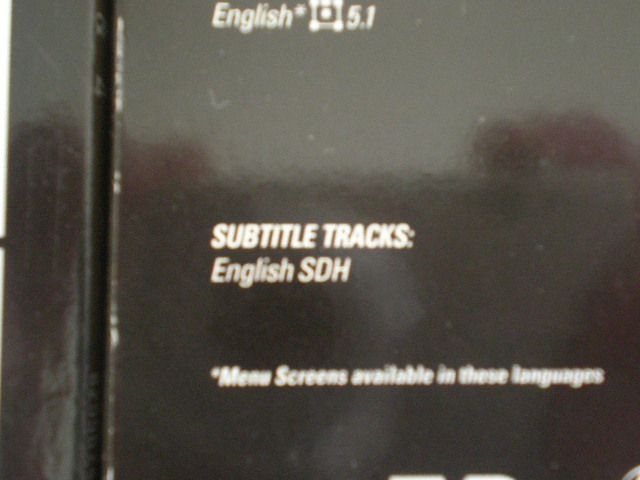 English* 5.1
SUBTITLE TRACKS:
English SDH
*Menu Screens available in these languages